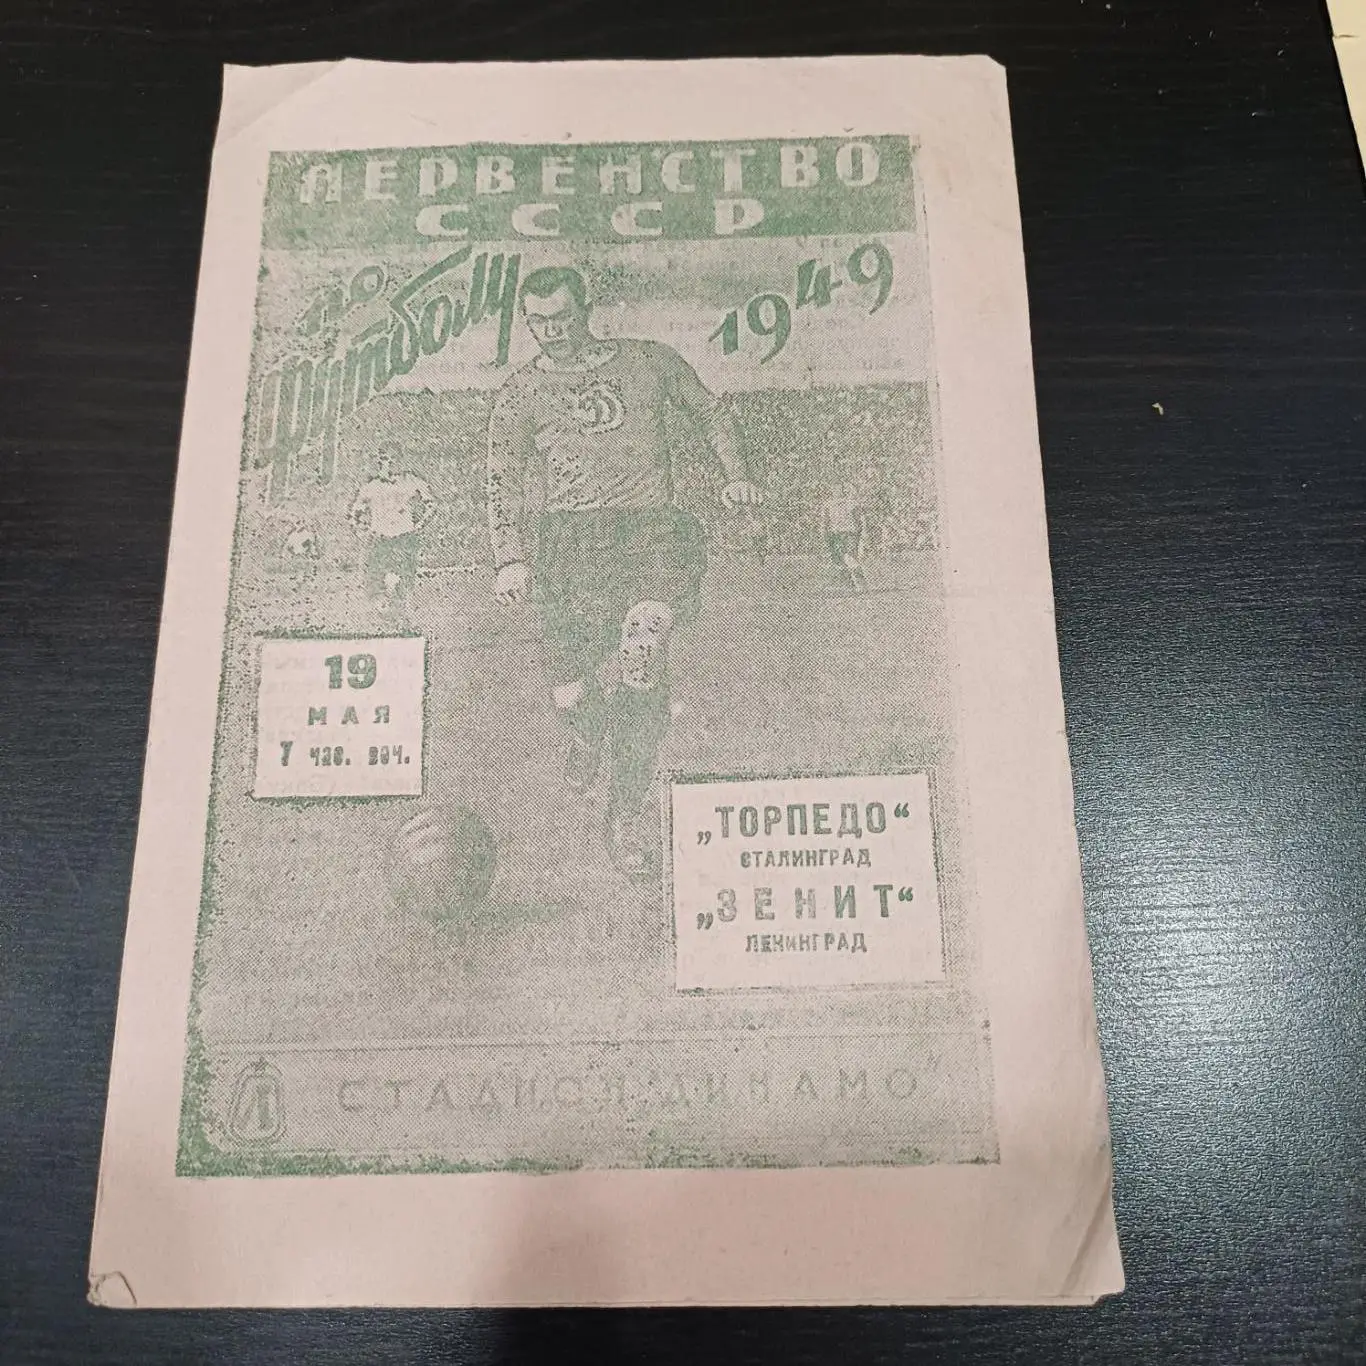 ПЕРВЕНСТВО
СССР
по
футболу
1949
19
МАЯ
7 час. веч.
„ТОРПЕДО“
СТАЛИНГРАД
„ЗЕНИТ“
ЛЕНИНГРАД
СТАДИОН „ДИНАМО“